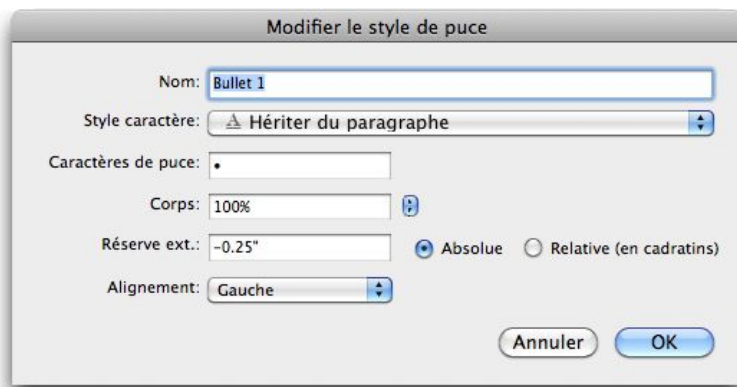 Modifier le style de puce
Nom: Bullet 1
Style caractère: A Hériter du paragraphe
Caractères de puce: •
Corps: 100%
Réserve ext.: -0.25" Absolue Relative (en cadratins)
Alignement: Gauche
Annuler OK